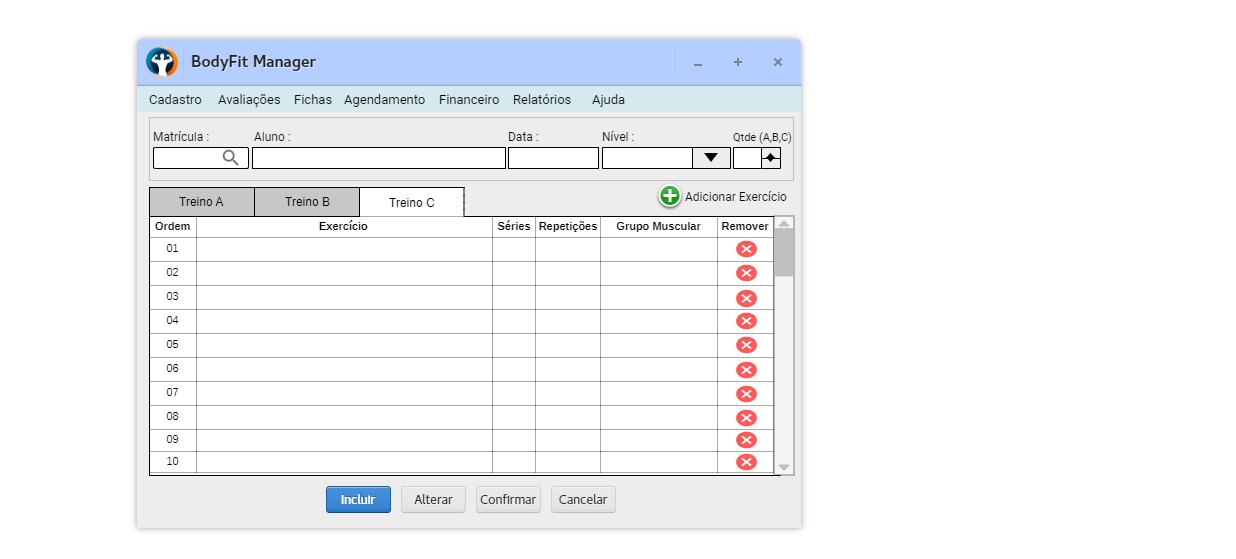 BodyFit Manager
Cadastro Avaliações Fichas Agendamento Financeiro Relatórios Ajuda
Matrícula : Aluno : Data : Nível : Qtde (A,B,C)
Treino A Treino B Treino C Adicionar Exercício
Ordem Exercício Séries Repetições Grupo Muscular Remover
01
02
03
04
05
06
07
08
09
10
Incluir Alterar Confirmar Cancelar